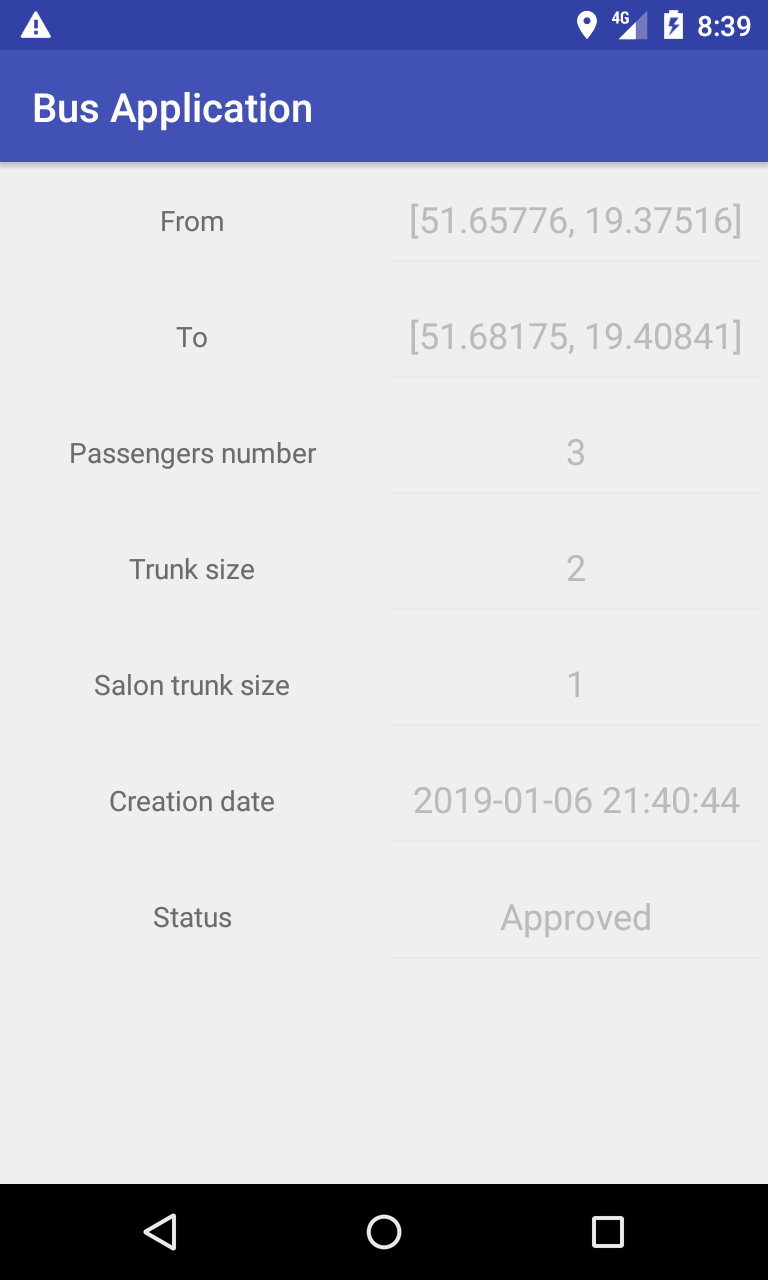 4G 8:39
Bus Application
From [51.65776, 19.37516]
To [51.68175, 19.40841]
Passengers number 3
Trunk size 2
Salon trunk size 1
Creation date 2019-01-06 21:40:44
Status Approved